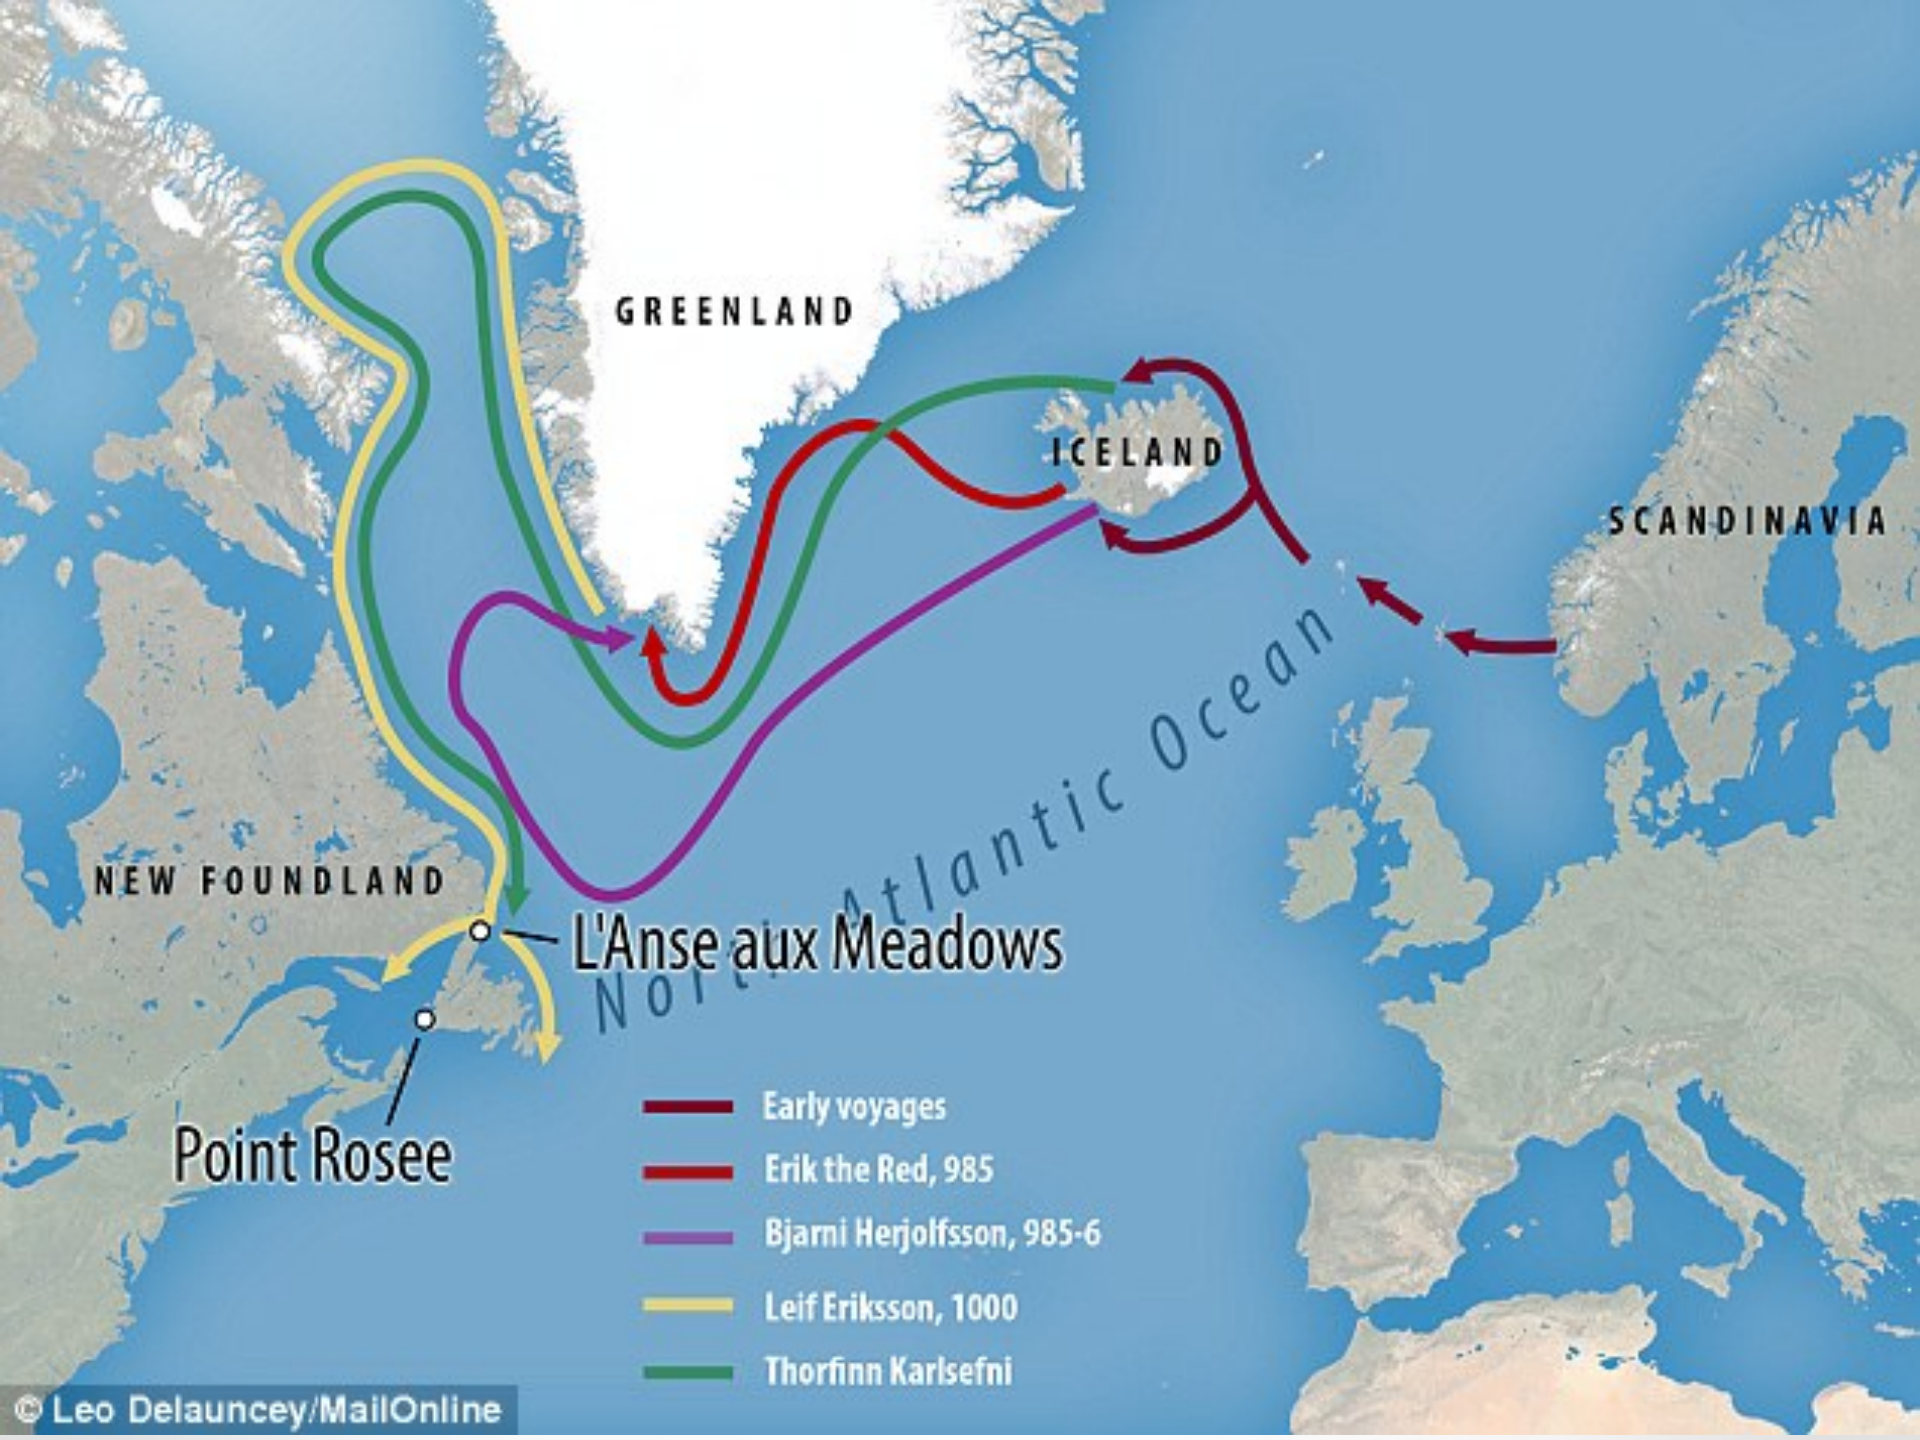 GREENLAND
ICELAND
SCANDINAVIA
North Atlantic Ocean
NEW FOUNDLAND
L'Anse aux Meadows
Point Rosee
Early voyages
Erik the Red, 985
Bjarni Herjolfsson, 985-6
Leif Eriksson, 1000
Thorfinn Karlsefni
© Leo Delauncey/MailOnline